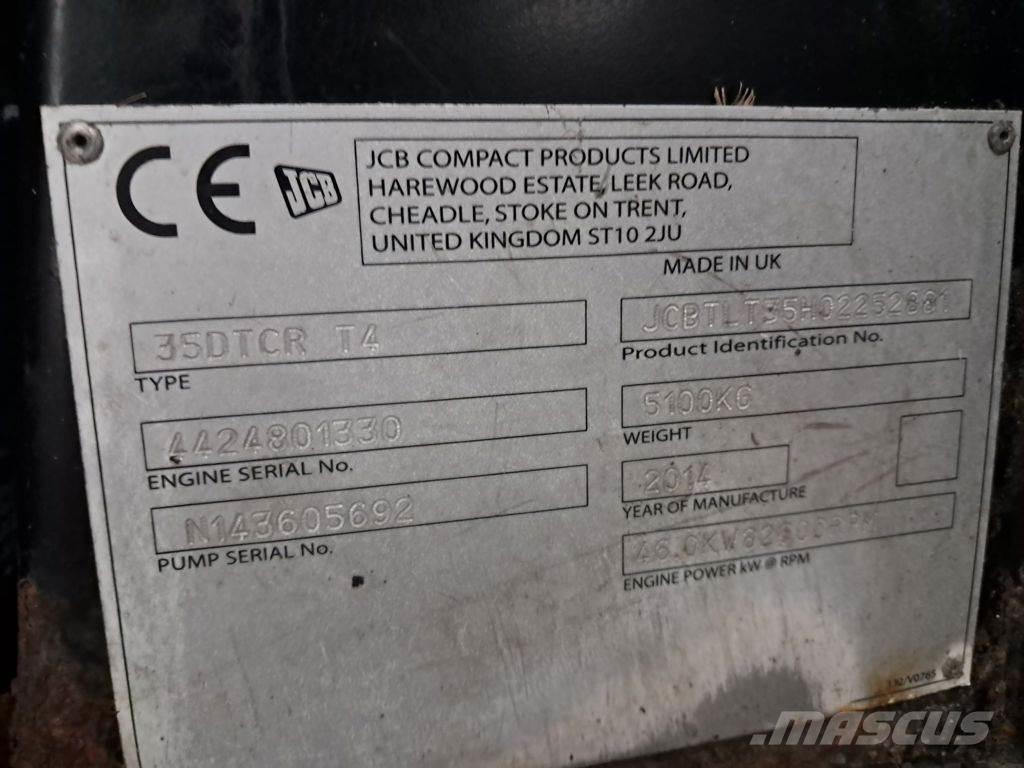 CE
JCB
JCB COMPACT PRODUCTS LIMITED
HAREWOOD ESTATE, LEEK ROAD,
CHEADLE, STOKE ON TRENT,
UNITED KINGDOM ST10 2JU
MADE IN UK
35DTCR T4
TYPE
JCBTLT35H02252881
Product Identification No.
4424801330
ENGINE SERIAL No.
5100KG
WEIGHT
2014
YEAR OF MANUFACTURE
N143605692
PUMP SERIAL No.
ENGINE POWER kW @ RPM
MASCUS